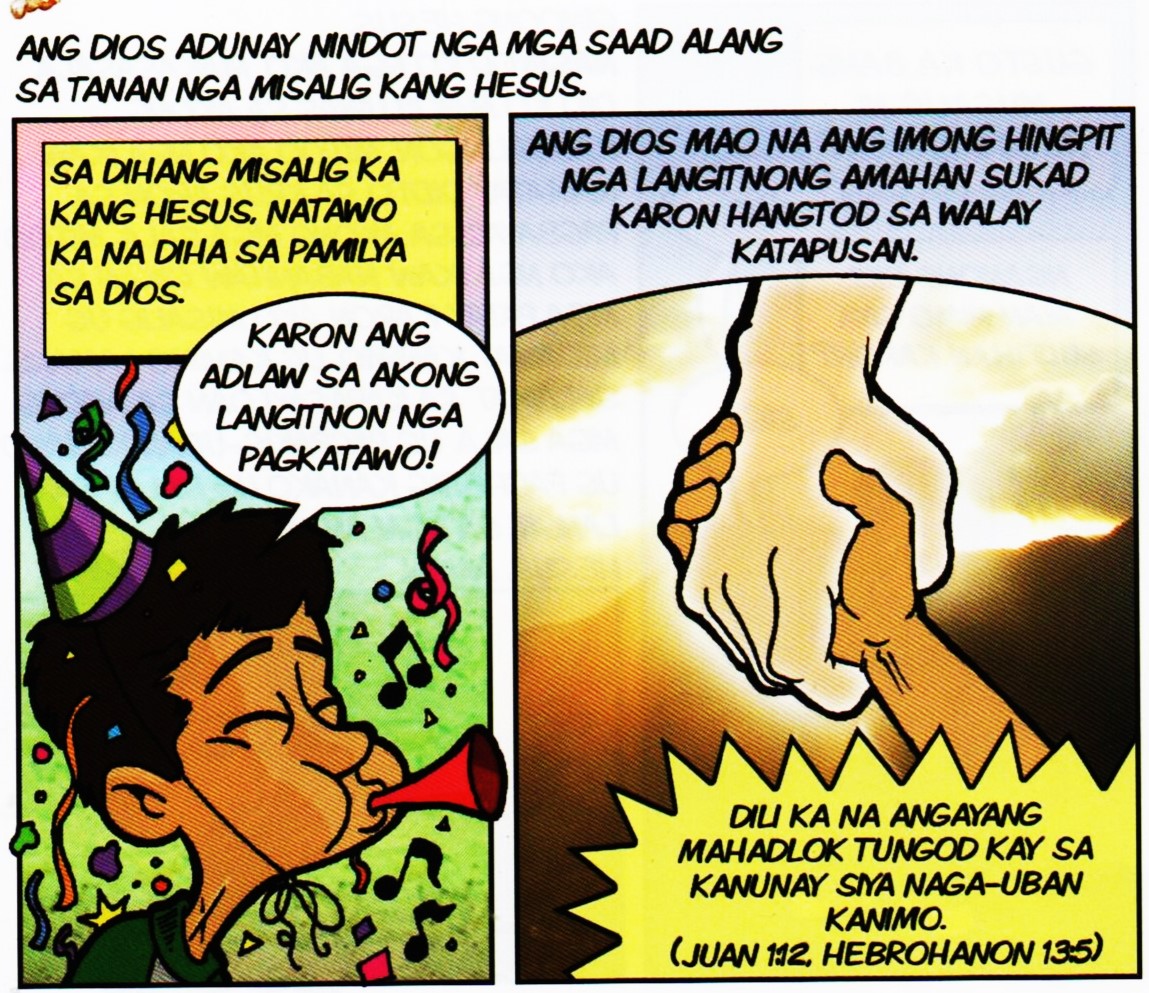 ANG DIOS ADUNAY NINDOT NGA MGA SAAD ALANG
SA TANAN NGA MISALIG KANG HESUS.
SA DIHANG MISALIG KA
KANG HESUS, NATAWO
KA NA DIHA SA PAMILYA
SA DIOS.
KARON ANG
ADLAW SA AKONG
LANGITNON NGA
PAGKATAWO!
ANG DIOS MAO NA ANG IMONG HINGPIT
NGA LANGITNONG AMAHAN SUKAD
KARON HANGTOD SA WALAY
KATAPUSAN.
DILI KA NA ANGAYANG
MAHADLOK TUNGOD KAY SA
KANUNAY SIYA NAGA-UBAN
KANIMO.
(JUAN 1:12, HEBROHANON 13:5)